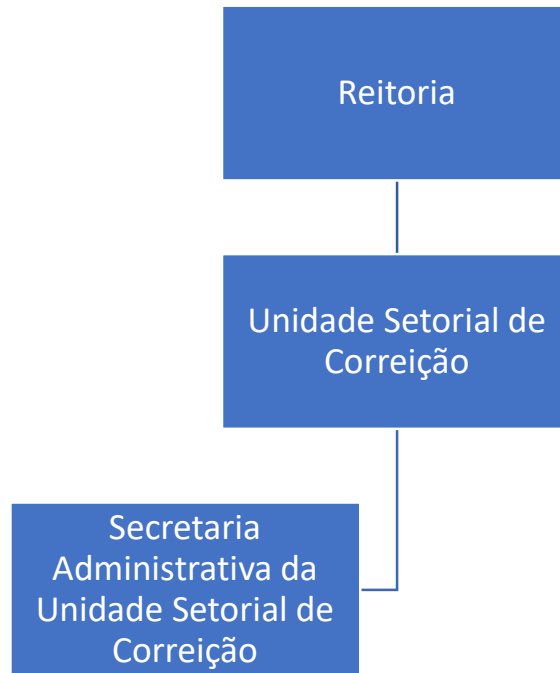 Reitoria
Unidade Setorial de
Correição
Secretaria
Administrativa da
Unidade Setorial de
Correição